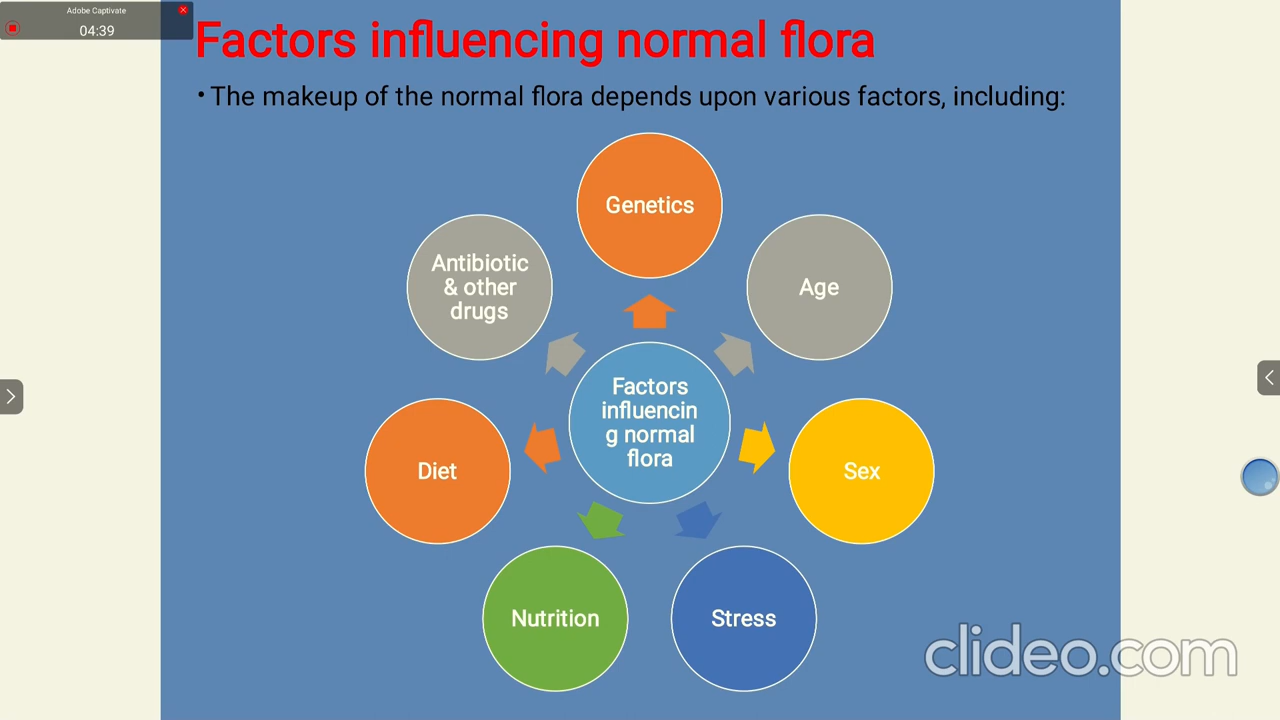 Adobe Captivate
04:39
Factors influencing normal flora
• The makeup of the normal flora depends upon various factors, including:
Genetics
Antibiotic
& other
drugs
Age
Factors
influencin
g normal
flora
Diet
Sex
Nutrition
Stress
clideo.com